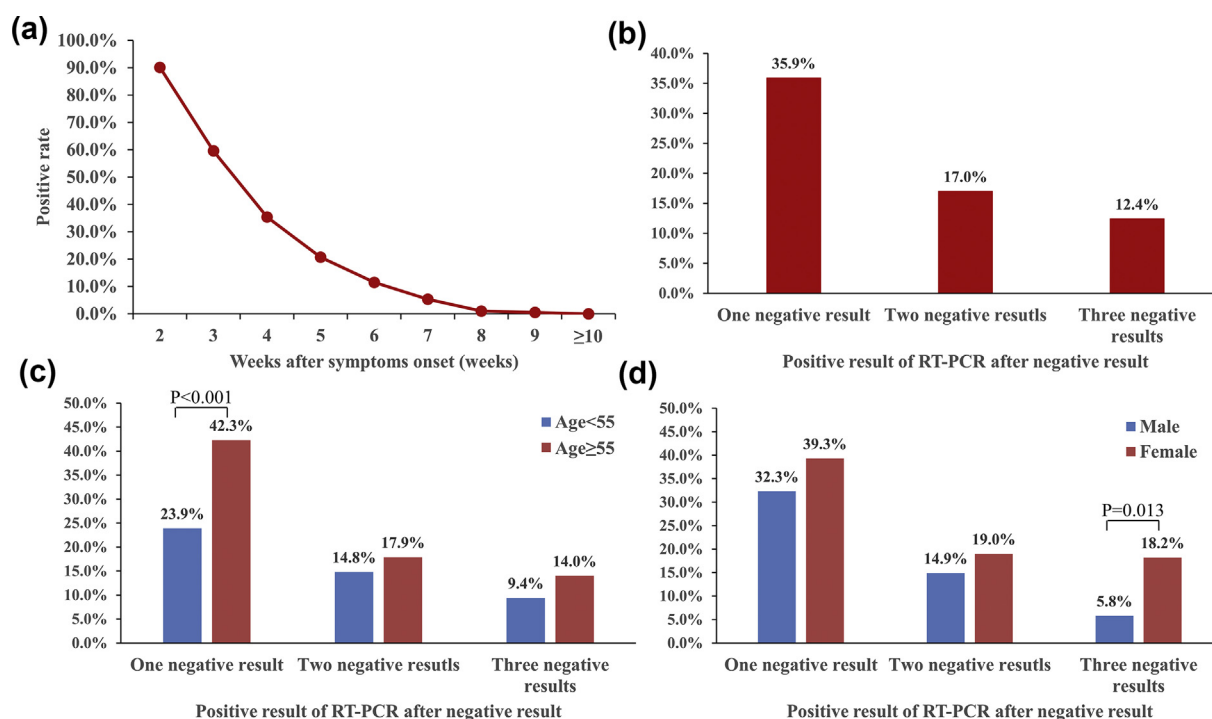 (a)
100.0%
90.0%
80.0%
70.0%
60.0%
50.0%
40.0%
30.0%
20.0%
10.0%
0.0%
Positive rate
2 3 4 5 6 7 8 9 ≥10
Weeks after symptoms onset (weeks)
(b)
40.0%
35.0%
30.0%
25.0%
20.0%
15.0%
10.0%
5.0%
0.0%
35.9%
17.0%
12.4%
One negative result Two negative resutls Three negative
results
Positive result of RT-PCR after negative result
(c)
50.0%
45.0%
40.0%
35.0%
30.0%
25.0%
20.0%
15.0%
10.0%
5.0%
0.0%
P<0.001
23.9% 42.3%
14.8% 17.9%
9.4% 14.0%
Age<55
Age≥55
One negative result Two negative resutls Three negative
results
Positive result of RT-PCR after negative result
(d)
50.0%
45.0%
40.0%
35.0%
30.0%
25.0%
20.0%
15.0%
10.0%
5.0%
0.0%
32.3% 39.3%
14.9% 19.0%
P=0.013
5.8% 18.2%
Male
Female
One negative result Two negative resutls Three negative
results
Positive result of RT-PCR after negative result